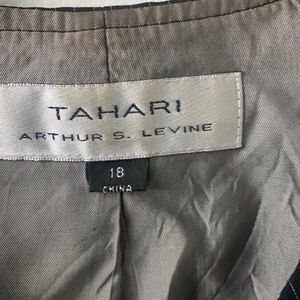 TAHARI
ARTHUR S. LEVINE
18
CHINA